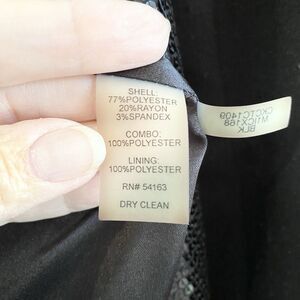 SHELL:
77%POLYESTER
20%RAYON
3%SPANDEX
COMBO:
100%POLYESTER
LINING:
100%POLYESTER
RN# 54163
DRY CLEAN
BLK